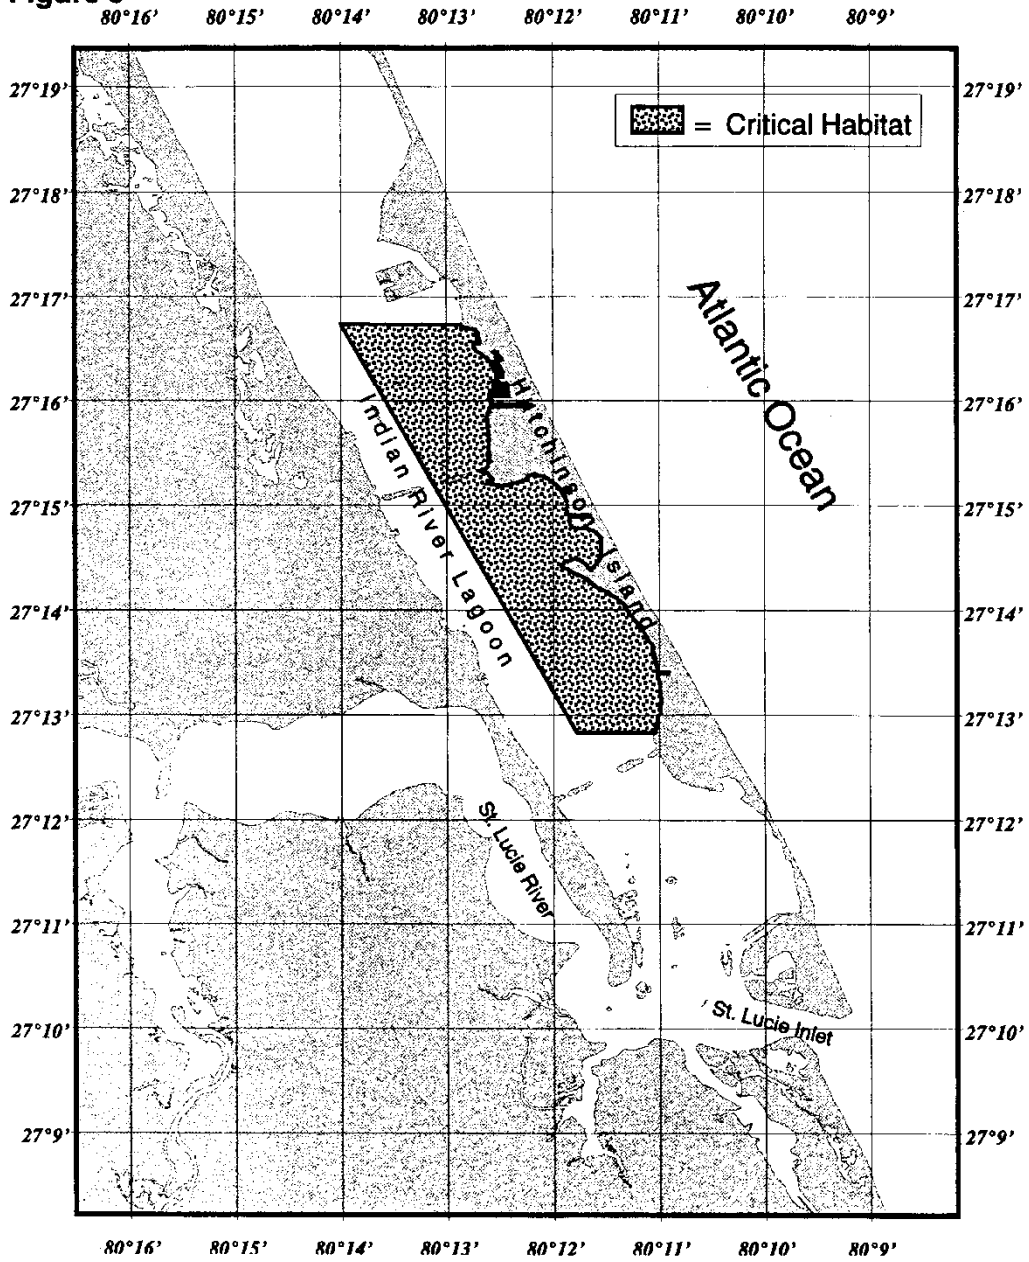 80°16' 80°15' 80°14' 80°13' 80°12' 80°11' 80°10' 80°9'
27°19' 27°19'
= Critical Habitat
27°18' 27°18'
27°17' 27°17'
Atlantic Ocean
27°16' 27°16'
Hutchinson Island
Indian River Lagoon
27°15' 27°15'
27°14' 27°14'
27°13' 27°13'
27°12' 27°12'
St. Lucie River
27°11' 27°11'
St. Lucie Inlet
27°10' 27°10'
27°9' 27°9'
80°16' 80°15' 80°14' 80°13' 80°12' 80°11' 80°10' 80°9'